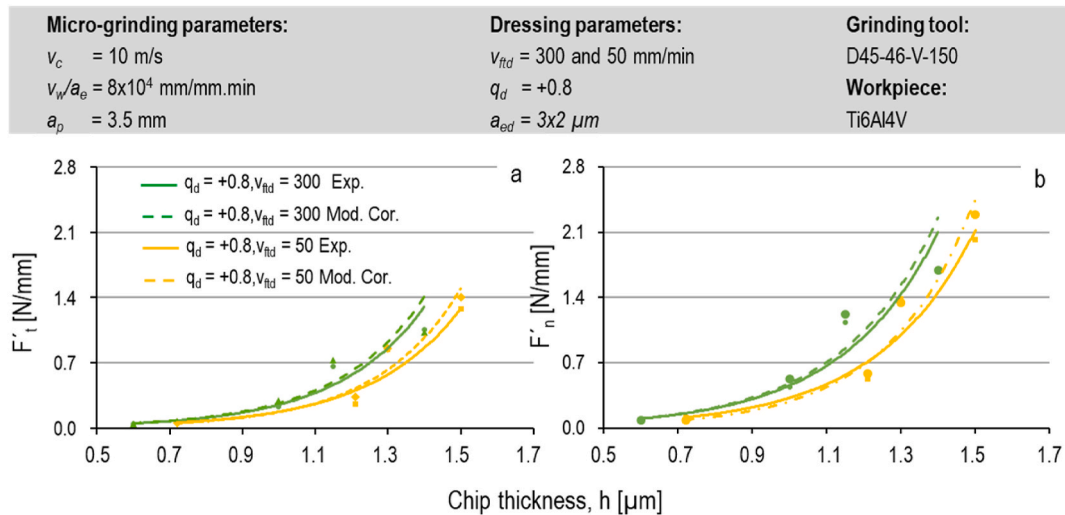 Micro-grinding parameters:
v_c = 10 m/s
v_w/a_e = 8x10⁴ mm/mm.min
a_p = 3.5 mm
Dressing parameters:
v_ftd = 300 and 50 mm/min
q_d = +0.8
a_ed = 3x2 µm
Grinding tool:
D45-46-V-150
Workpiece:
Ti6Al4V
a
q_d = +0.8,v_ftd = 300 Exp.
q_d = +0.8,v_ftd = 300 Mod. Cor.
q_d = +0.8,v_ftd = 50 Exp.
q_d = +0.8,v_ftd = 50 Mod. Cor.
F´_t [N/mm]
2.8
2.1
1.4
0.7
0.0
0.5 0.7 0.9 1.1 1.3 1.5 1.7
b
F´_n [N/mm]
2.8
2.1
1.4
0.7
0.0
0.5 0.7 0.9 1.1 1.3 1.5 1.7
Chip thickness, h [µm]